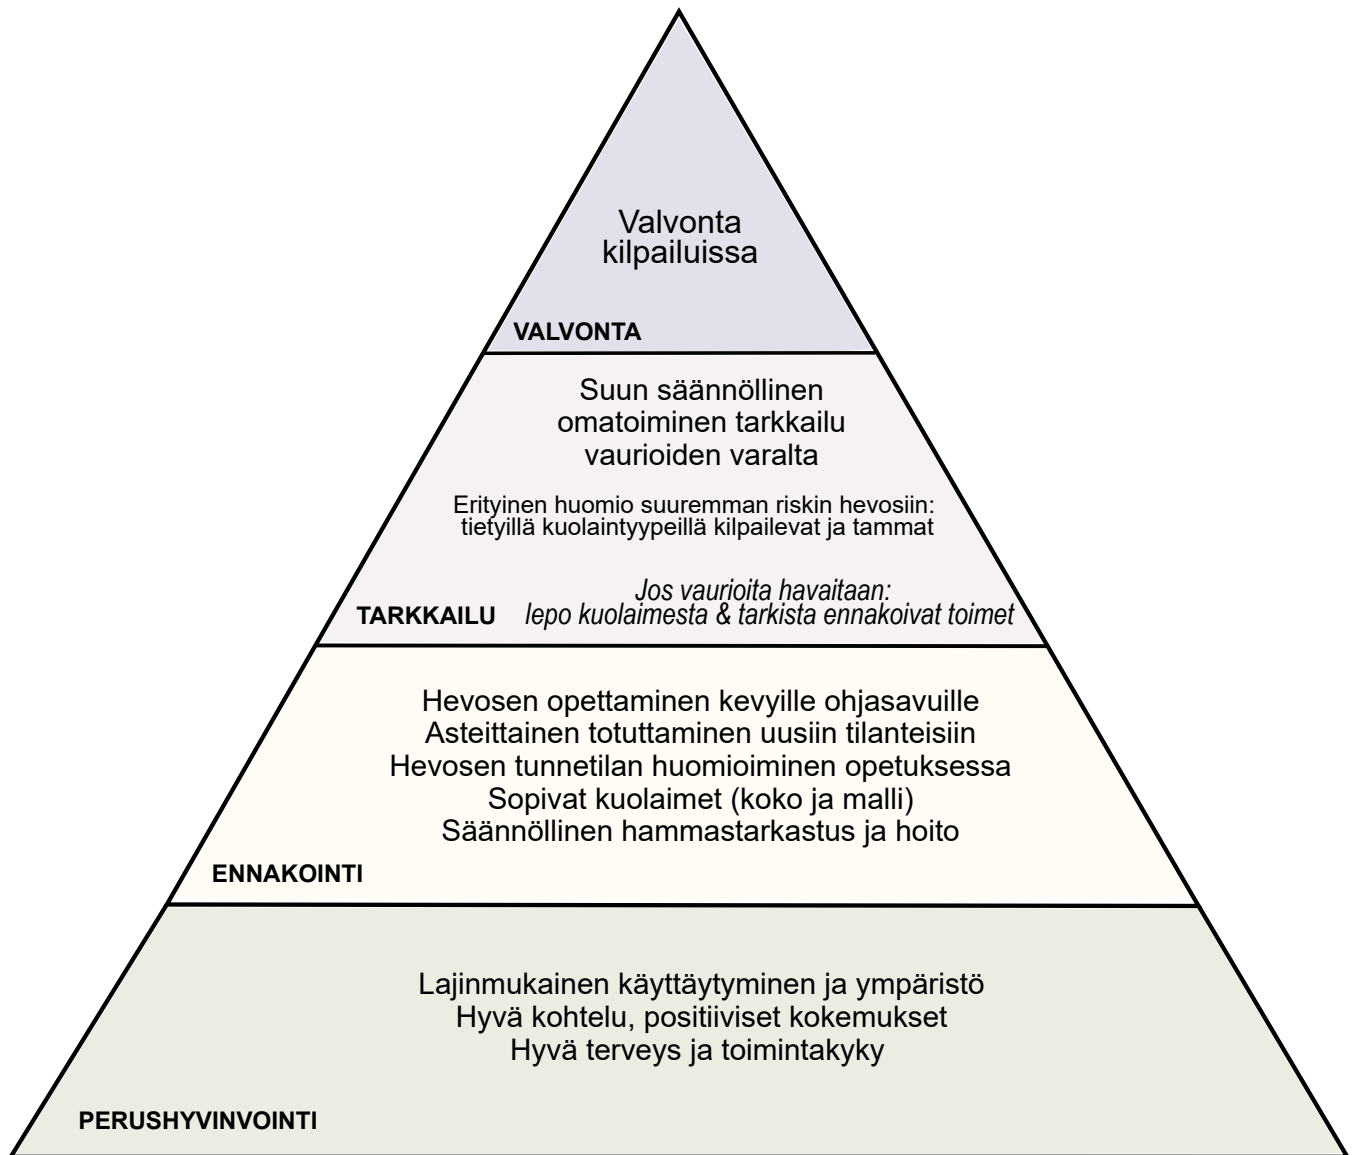 Valvonta
kilpailuissa
VALVONTA
Suun säännöllinen
omatoiminen tarkkailu
vaurioiden varalta
Erityinen huomio suuremman riskin hevosiin:
tietyillä kuolaintyypeillä kilpailevat ja tammat
Jos vaurioita havaitaan:
lepo kuolaimesta & tarkista ennakoivat toimet
TARKKAILU
Hevosen opettaminen kevyille ohjasavuille
Asteittainen totuttaminen uusiin tilanteisiin
Hevosen tunnetilan huomioiminen opetuksessa
Sopivat kuolaimet (koko ja malli)
Säännöllinen hammastarkastus ja hoito
ENNAKOINTI
Lajinmukainen käyttäytyminen ja ympäristö
Hyvä kohtelu, positiiviset kokemukset
Hyvä terveys ja toimintakyky
PERUSHYVINVOINTI